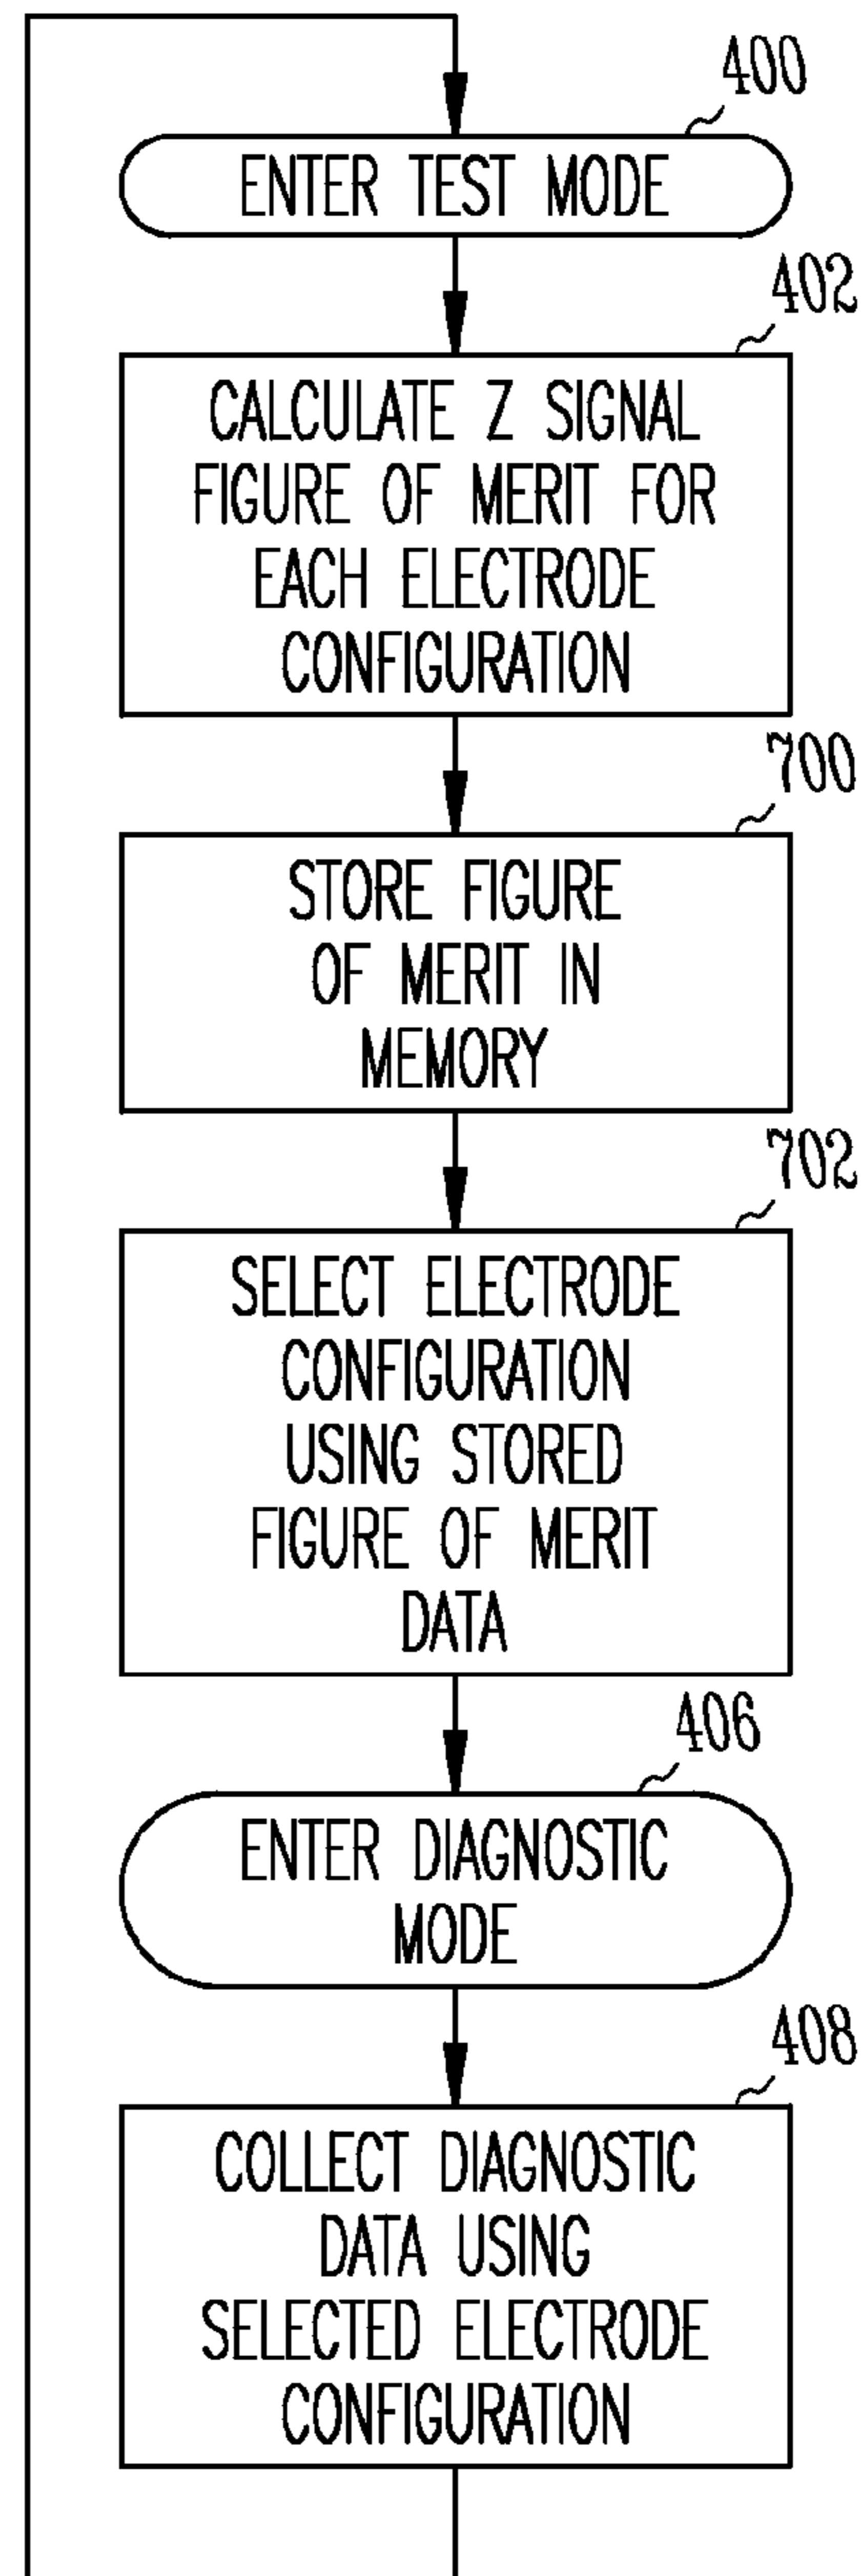 400
ENTER TEST MODE
402
CALCULATE Z SIGNAL
FIGURE OF MERIT FOR
EACH ELECTRODE
CONFIGURATION
700
STORE FIGURE
OF MERIT IN
MEMORY
702
SELECT ELECTRODE
CONFIGURATION
USING STORED
FIGURE OF MERIT
DATA
406
ENTER DIAGNOSTIC
MODE
408
COLLECT DIAGNOSTIC
DATA USING
SELECTED ELECTRODE
CONFIGURATION